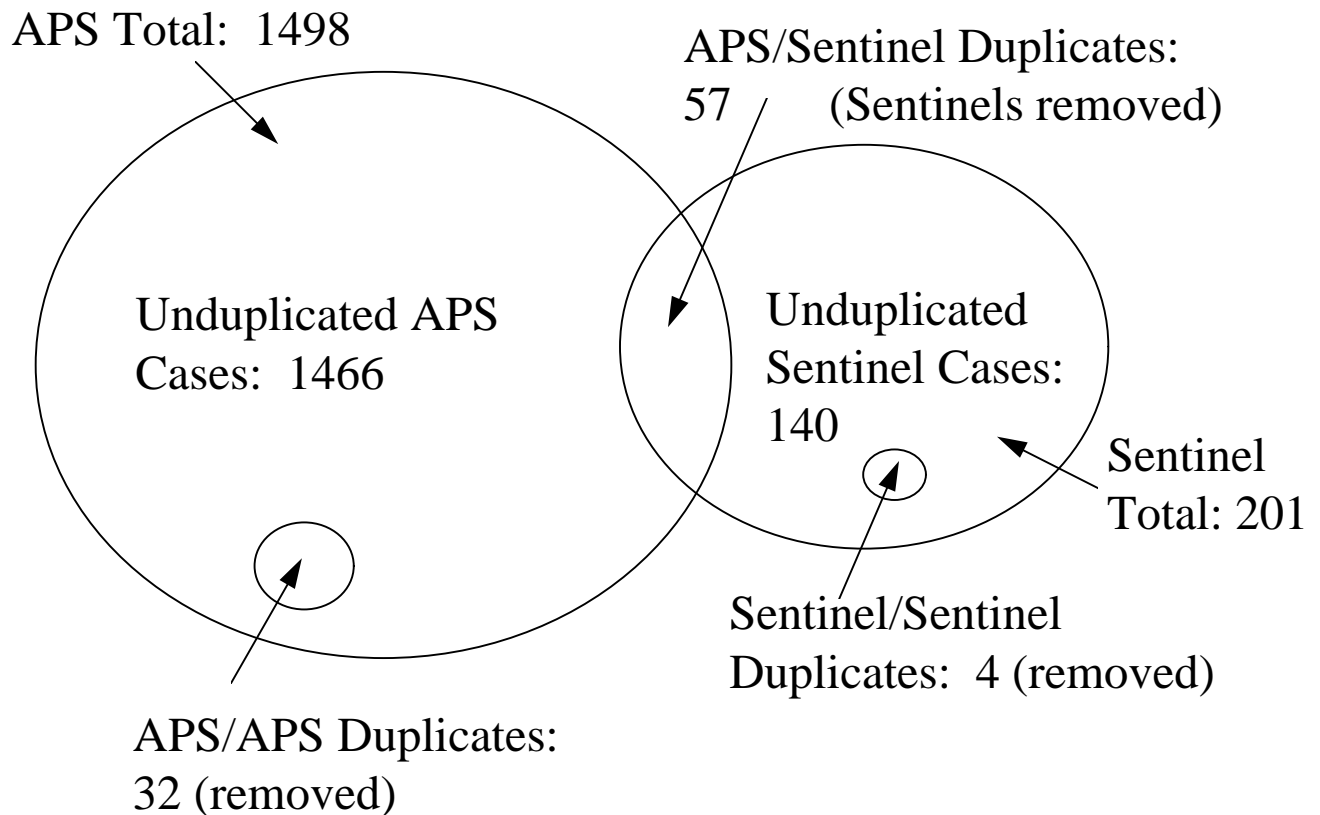 APS Total: 1498
APS/Sentinel Duplicates:
57 (Sentinels removed)
Unduplicated APS
Cases: 1466
Unduplicated
Sentinel Cases:
140
Sentinel
Total: 201
Sentinel/Sentinel
Duplicates: 4 (removed)
APS/APS Duplicates:
32 (removed)